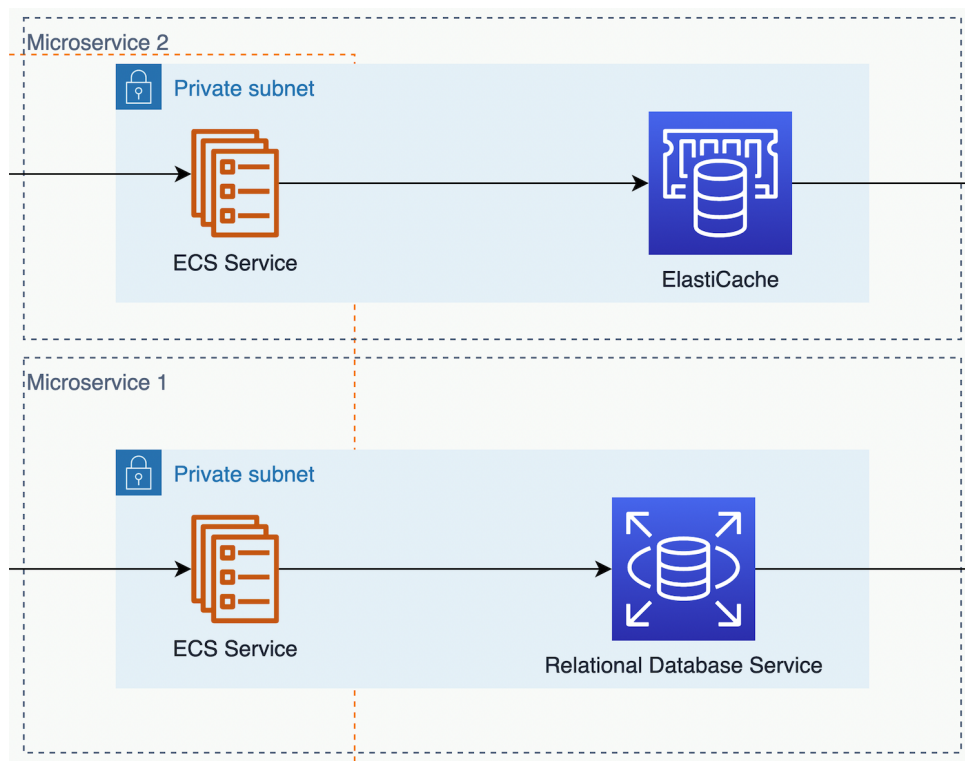 Microservice 2
Private subnet
ECS Service
ElastiCache
Microservice 1
Private subnet
ECS Service
Relational Database Service